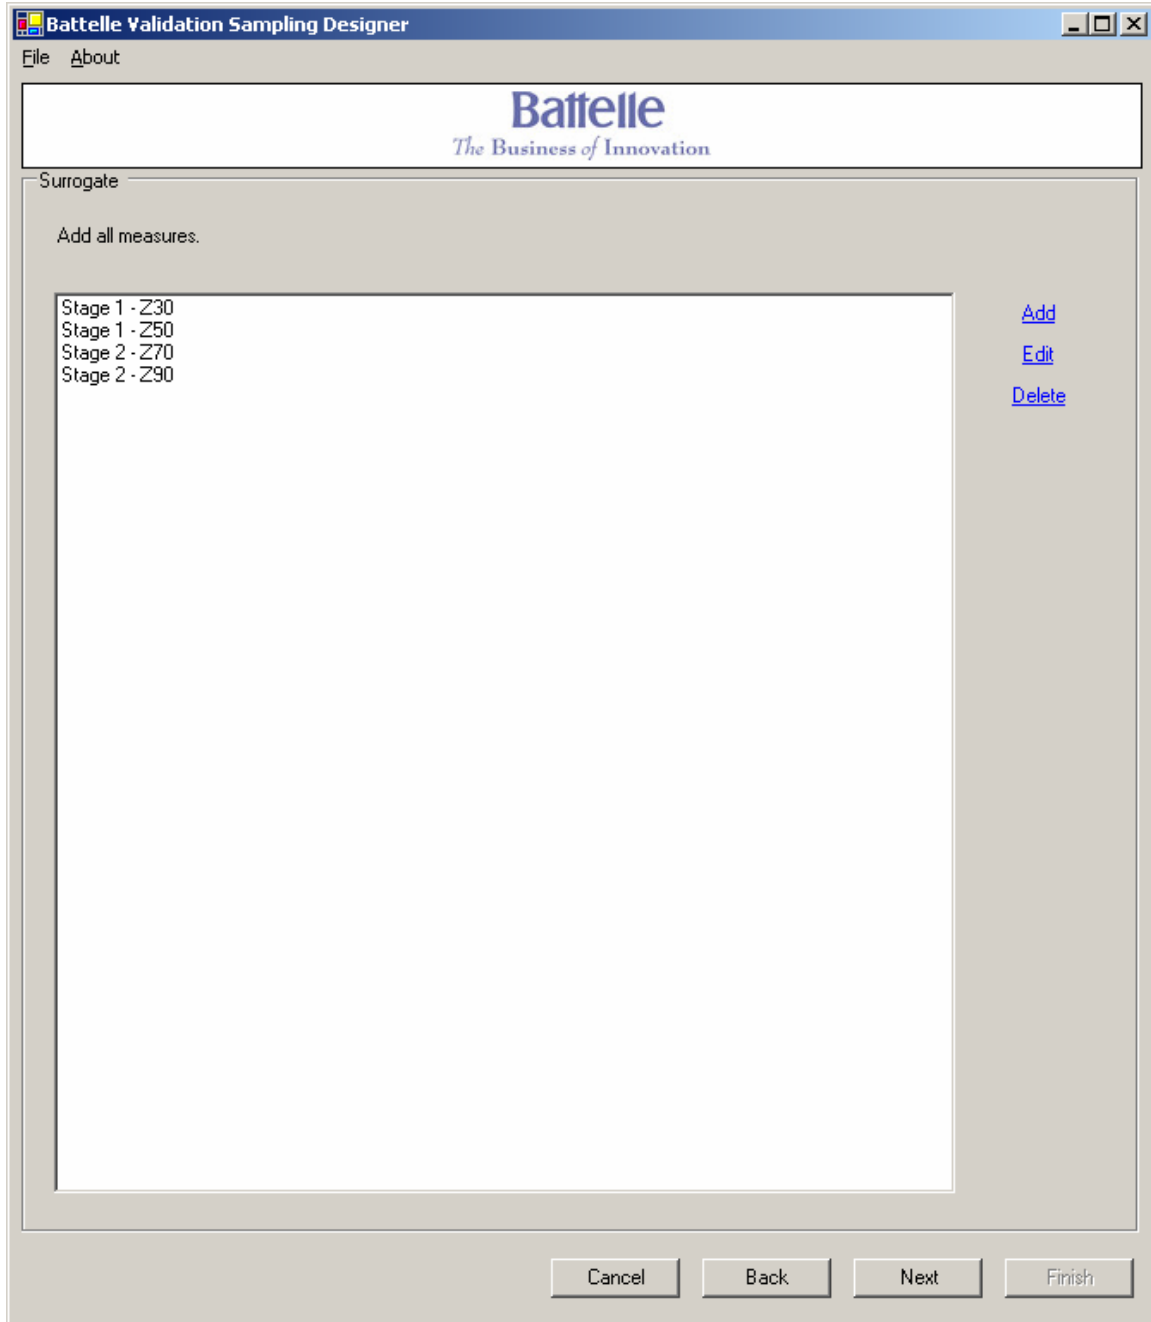 Battelle Validation Sampling Designer
File About
Battelle
The Business of Innovation
Surrogate
Add all measures.
Stage 1 - Z30
Stage 1 - Z50
Stage 2 - Z70
Stage 2 - Z90
Add
Edit
Delete
Cancel Back Next Finish